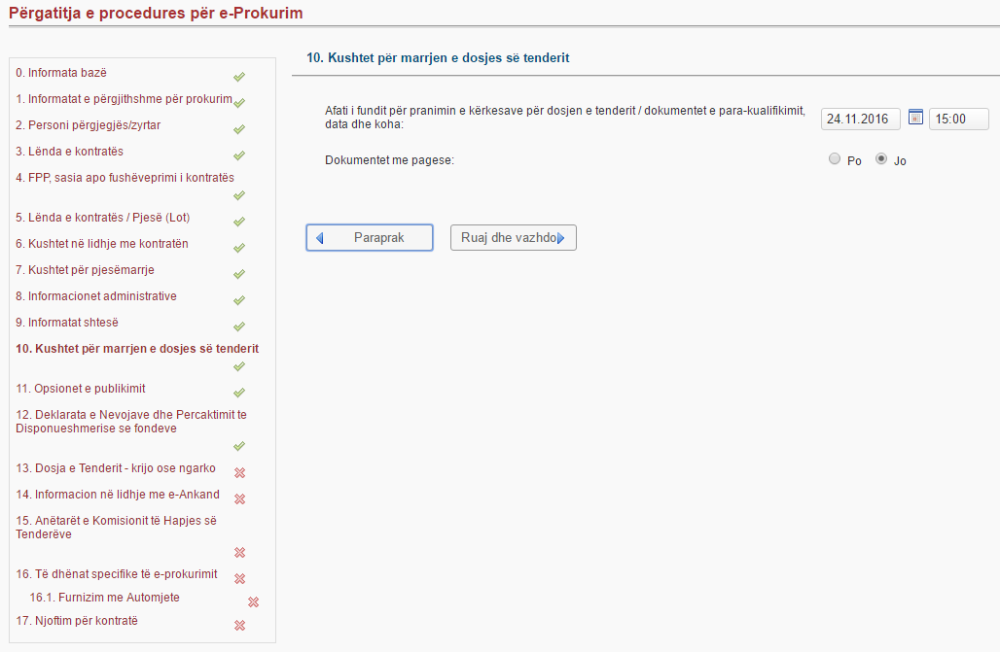 Përgatitja e procedures për e-Prokurim
0. Informata bazë
1. Informatat e përgjithshme për prokurim
2. Personi përgjegjës/zyrtar
3. Lënda e kontratës
4. FPP, sasia apo fushëveprimi i kontratës
5. Lënda e kontratës / Pjesë (Lot)
6. Kushtet në lidhje me kontratën
7. Kushtet për pjesëmarrje
8. Informacionet administrative
9. Informatat shtesë
10. Kushtet për marrjen e dosjes së tenderit
11. Opsionet e publikimit
12. Deklarata e Nevojave dhe Percaktimit te
Disponueshmerise se fondeve
13. Dosja e Tenderit - krijo ose ngarko
14. Informacion në lidhje me e-Ankand
15. Anëtarët e Komisionit të Hapjes së
Tenderëve
16. Të dhënat specifike të e-prokurimit
16.1. Furnizim me Automjete
17. Njoftim për kontratë
10. Kushtet për marrjen e dosjes së tenderit
Afati i fundit për pranimin e kërkesave për dosjen e tenderit / dokumentet e para-kualifikimit,
data dhe koha:
24.11.2016 15:00
Dokumentet me pagese:
Po Jo
Paraprak Ruaj dhe vazhdo